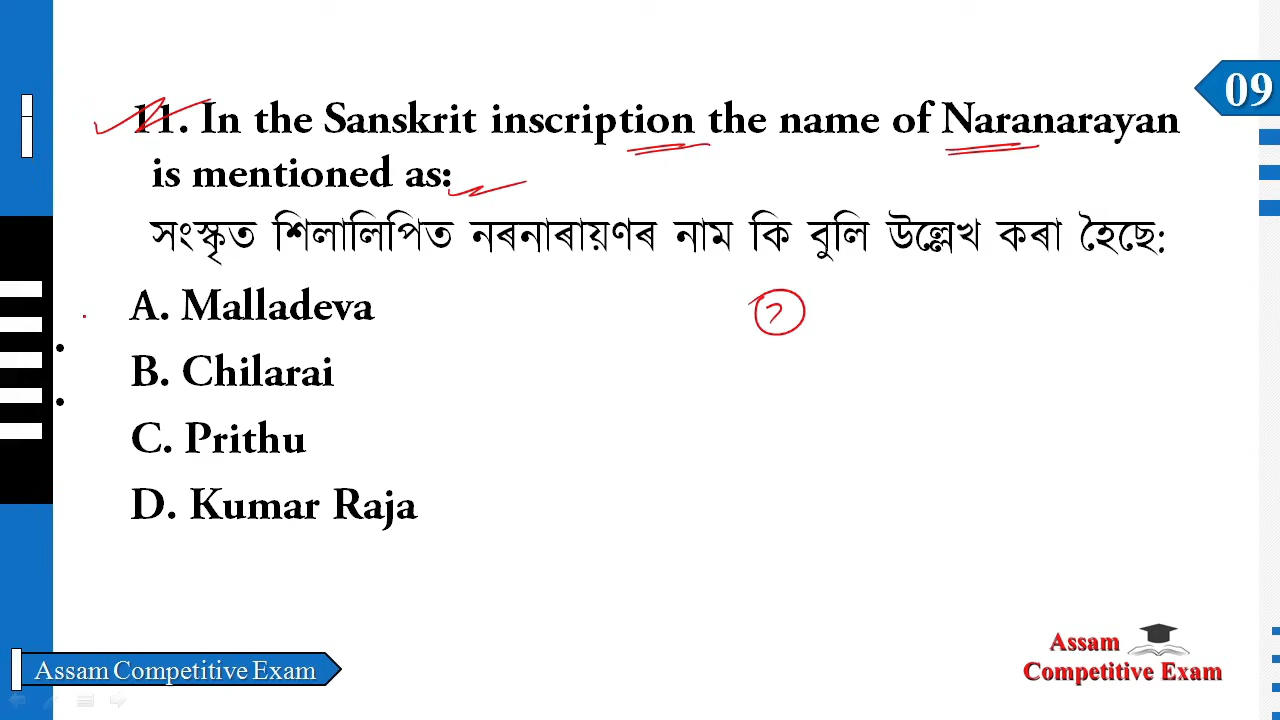 09
11. In the Sanskrit inscription the name of Naranarayan
is mentioned as:
সংস্কৃত শিলালিপিত নৰনাৰায়ণৰ নাম কি বুলি উল্লেখ কৰা হৈছে:
A. Malladeva
?
B. Chilarai
C. Prithu
D. Kumar Raja
Assam
Competitive Exam
Assam Competitive Exam